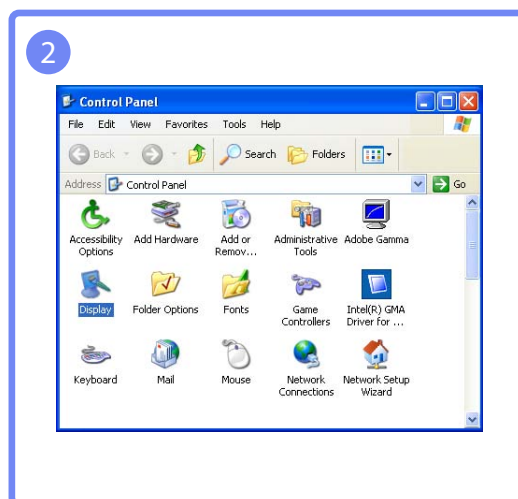 2
Control Panel
File Edit View Favorites Tools Help
Back Search Folders
Address Control Panel Go
Accessibility Options Add Hardware Add or Remov... Administrative Tools Adobe Gamma
Display Folder Options Fonts Game Controllers Intel(R) GMA Driver for ...
Keyboard Mail Mouse Network Connections Network Setup Wizard